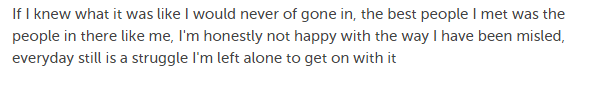 If I knew what it was like I would never of gone in, the best people I met was the
people in there like me, I'm honestly not happy with the way I have been misled,
everyday still is a struggle I'm left alone to get on with it